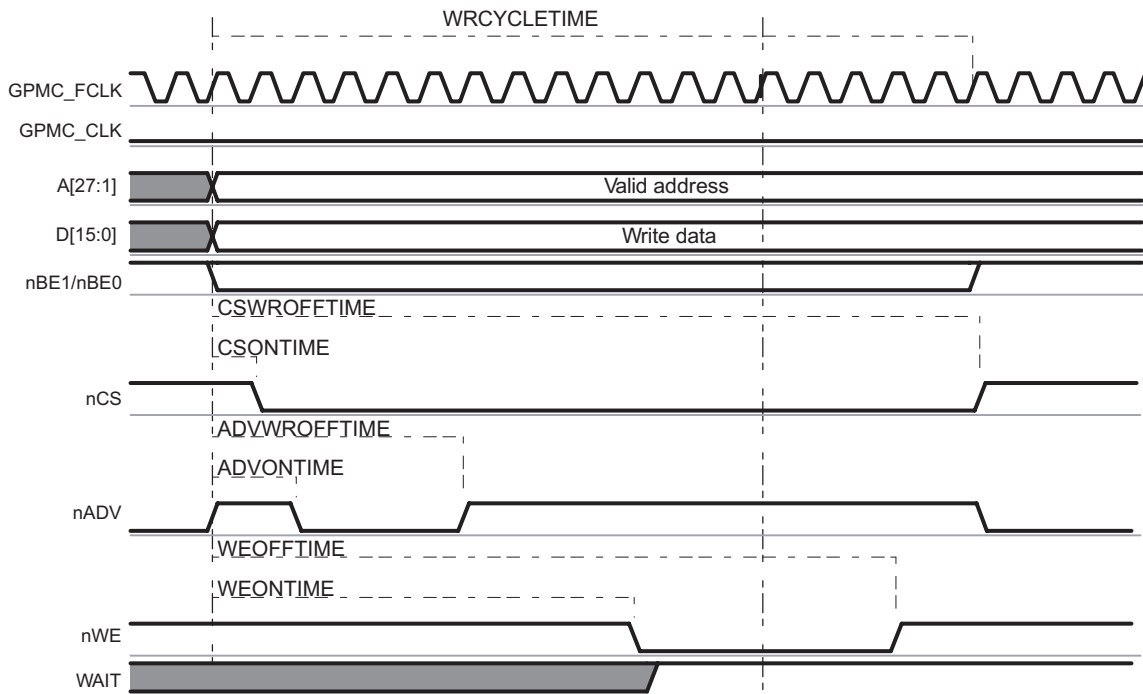 WRCYCLETIME
GPMC_FCLK
GPMC_CLK
A[27:1] Valid address
D[15:0] Write data
nBE1/nBE0
CSWROFFTIME
CSONTIME
nCS
ADVWROFFTIME
ADVONTIME
nADV
WEOFFTIME
WEONTIME
nWE
WAIT